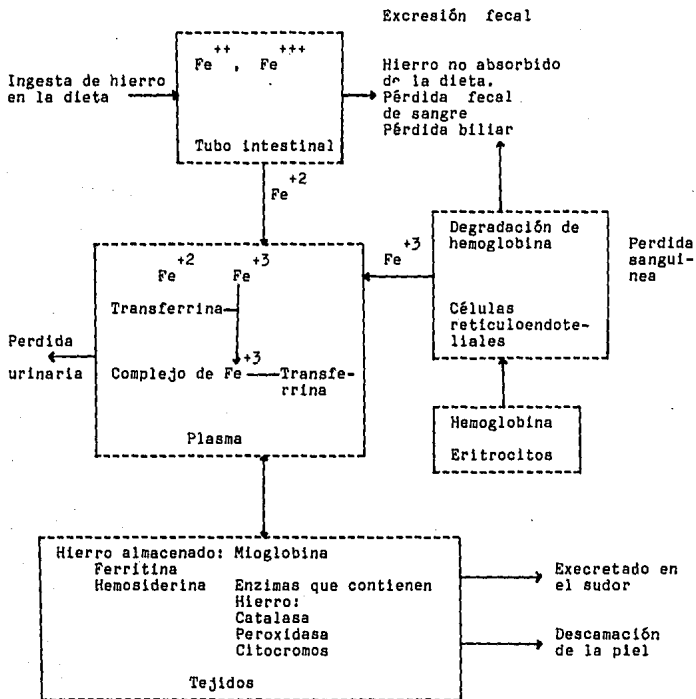 Excresión fecal
Ingesta de hierro
en la dieta
Fe++, Fe+++
Tubo intestinal
Hierro no absorbido
de la dieta.
Pérdida fecal
de sangre
Pérdida biliar
Fe+2
Fe+2 Fe+3
Transferrina
Complejo de Fe+3 Transfe-
rrina
Plasma
Perdida
urinaria
Fe+3
Degradación de
hemoglobina
Células
reticuloendote-
liales
Perdida
sangui-
nea
Hemoglobina
Eritrocitos
Hierro almacenado: Mioglobina
Ferritina
Hemosiderina Enzimas que contienen
Hierro:
Catalasa
Peroxidasa
Citocromos
Tejidos
Execretado en
el sudor
Descamación
de la piel